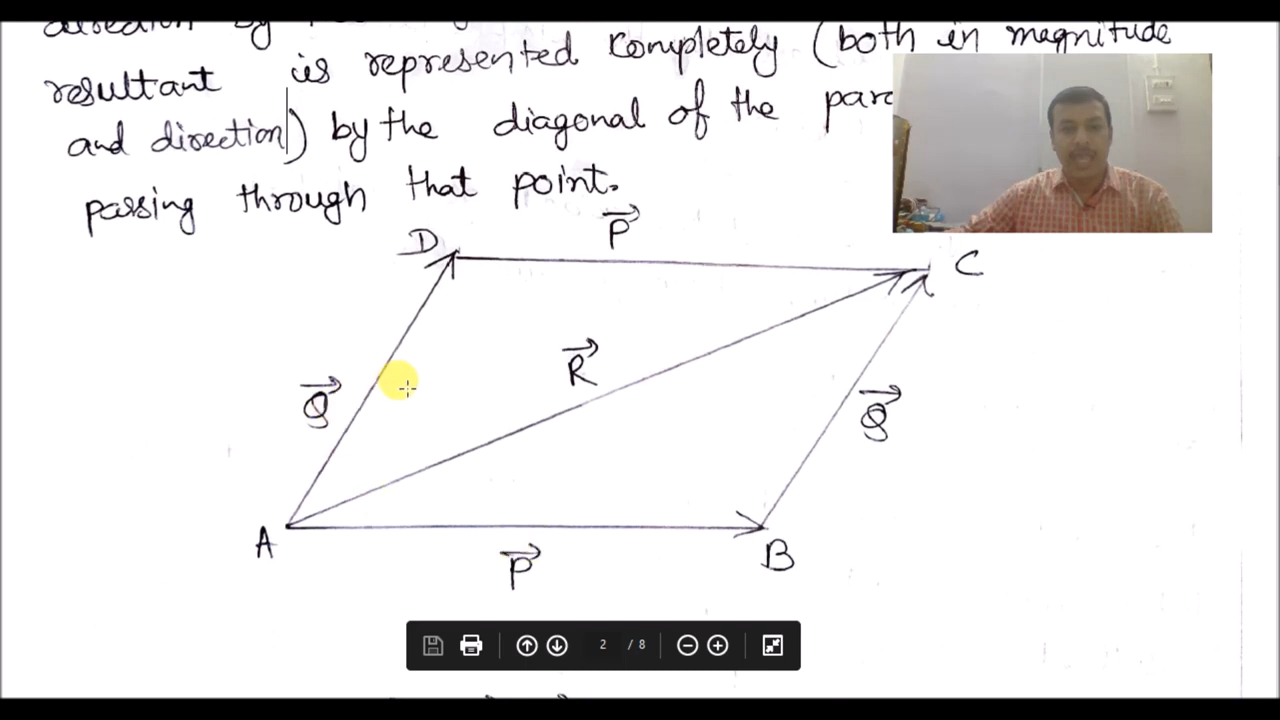 resultant is represented completely (both in magnitude
and direction) by the diagonal of the
passing through that point.
D
P
C
R
Q
Q
A
P
B
2 / 8